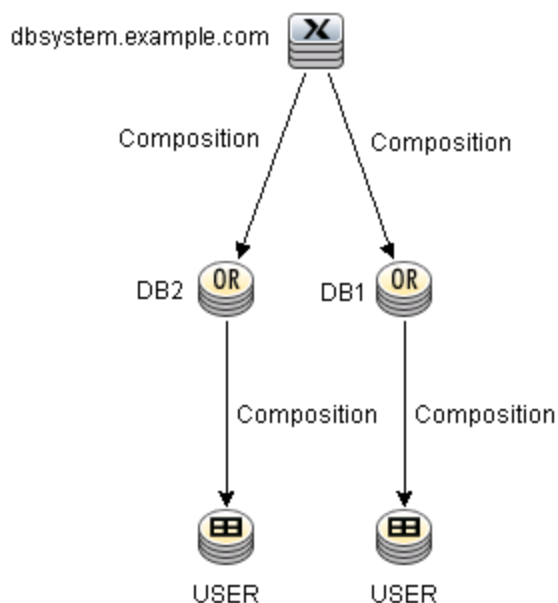 dbsystem.example.com
X
Composition
Composition
DB2
OR
DB1
OR
Composition
Composition
USER
USER